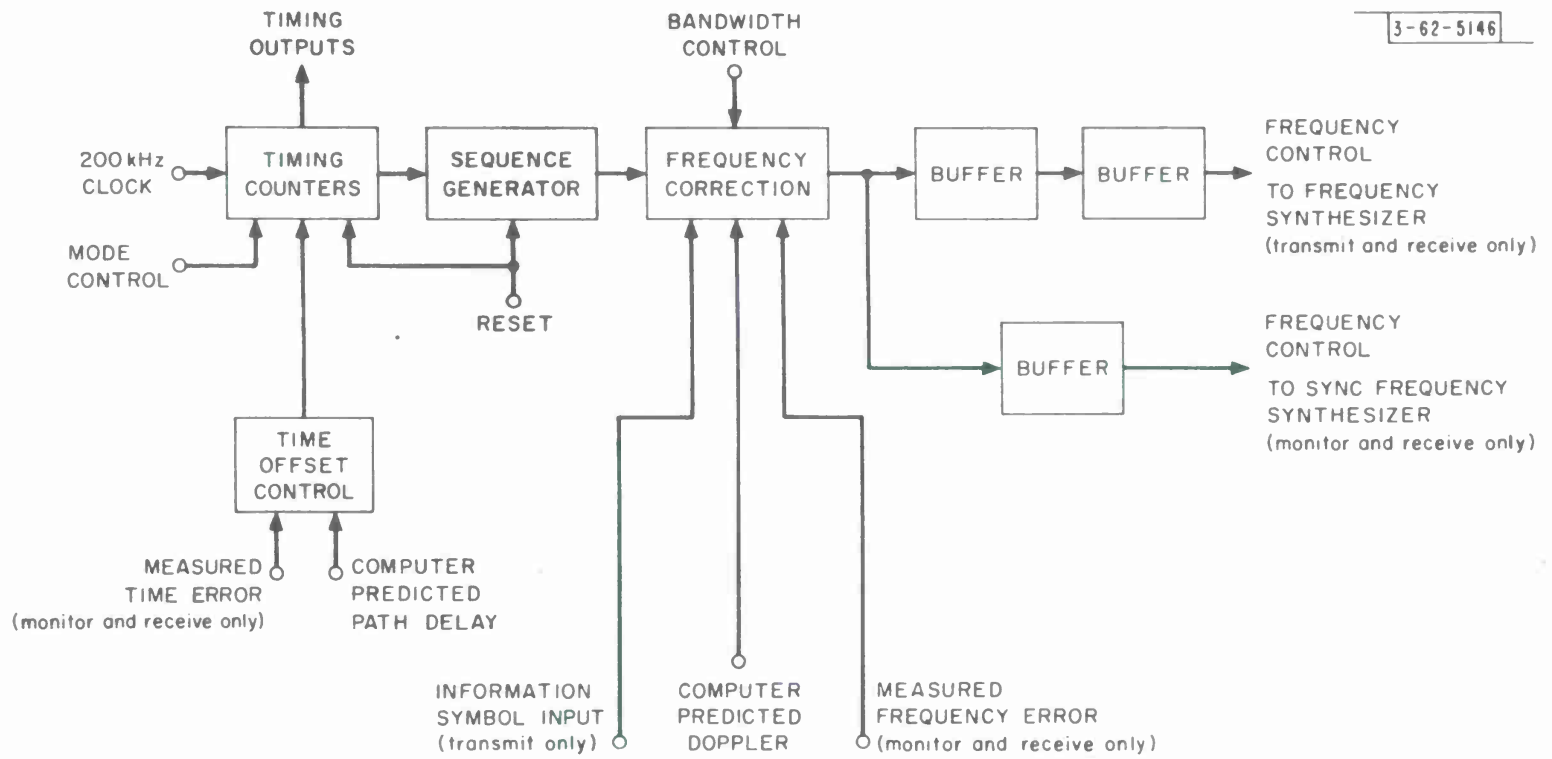 TIMING
OUTPUTS
BANDWIDTH
CONTROL
3-62-5146
200 kHz
CLOCK
TIMING
COUNTERS
SEQUENCE
GENERATOR
FREQUENCY
CORRECTION
BUFFER
BUFFER
FREQUENCY
CONTROL
TO FREQUENCY
SYNTHESIZER
(transmit and receive only)
MODE
CONTROL
RESET
BUFFER
FREQUENCY
CONTROL
TO SYNC FREQUENCY
SYNTHESIZER
(monitor and receive only)
TIME
OFFSET
CONTROL
MEASURED
TIME ERROR
(monitor and receive only)
COMPUTER
PREDICTED
PATH DELAY
INFORMATION
SYMBOL INPUT
(transmit only)
COMPUTER
PREDICTED
DOPPLER
MEASURED
FREQUENCY ERROR
(monitor and receive only)